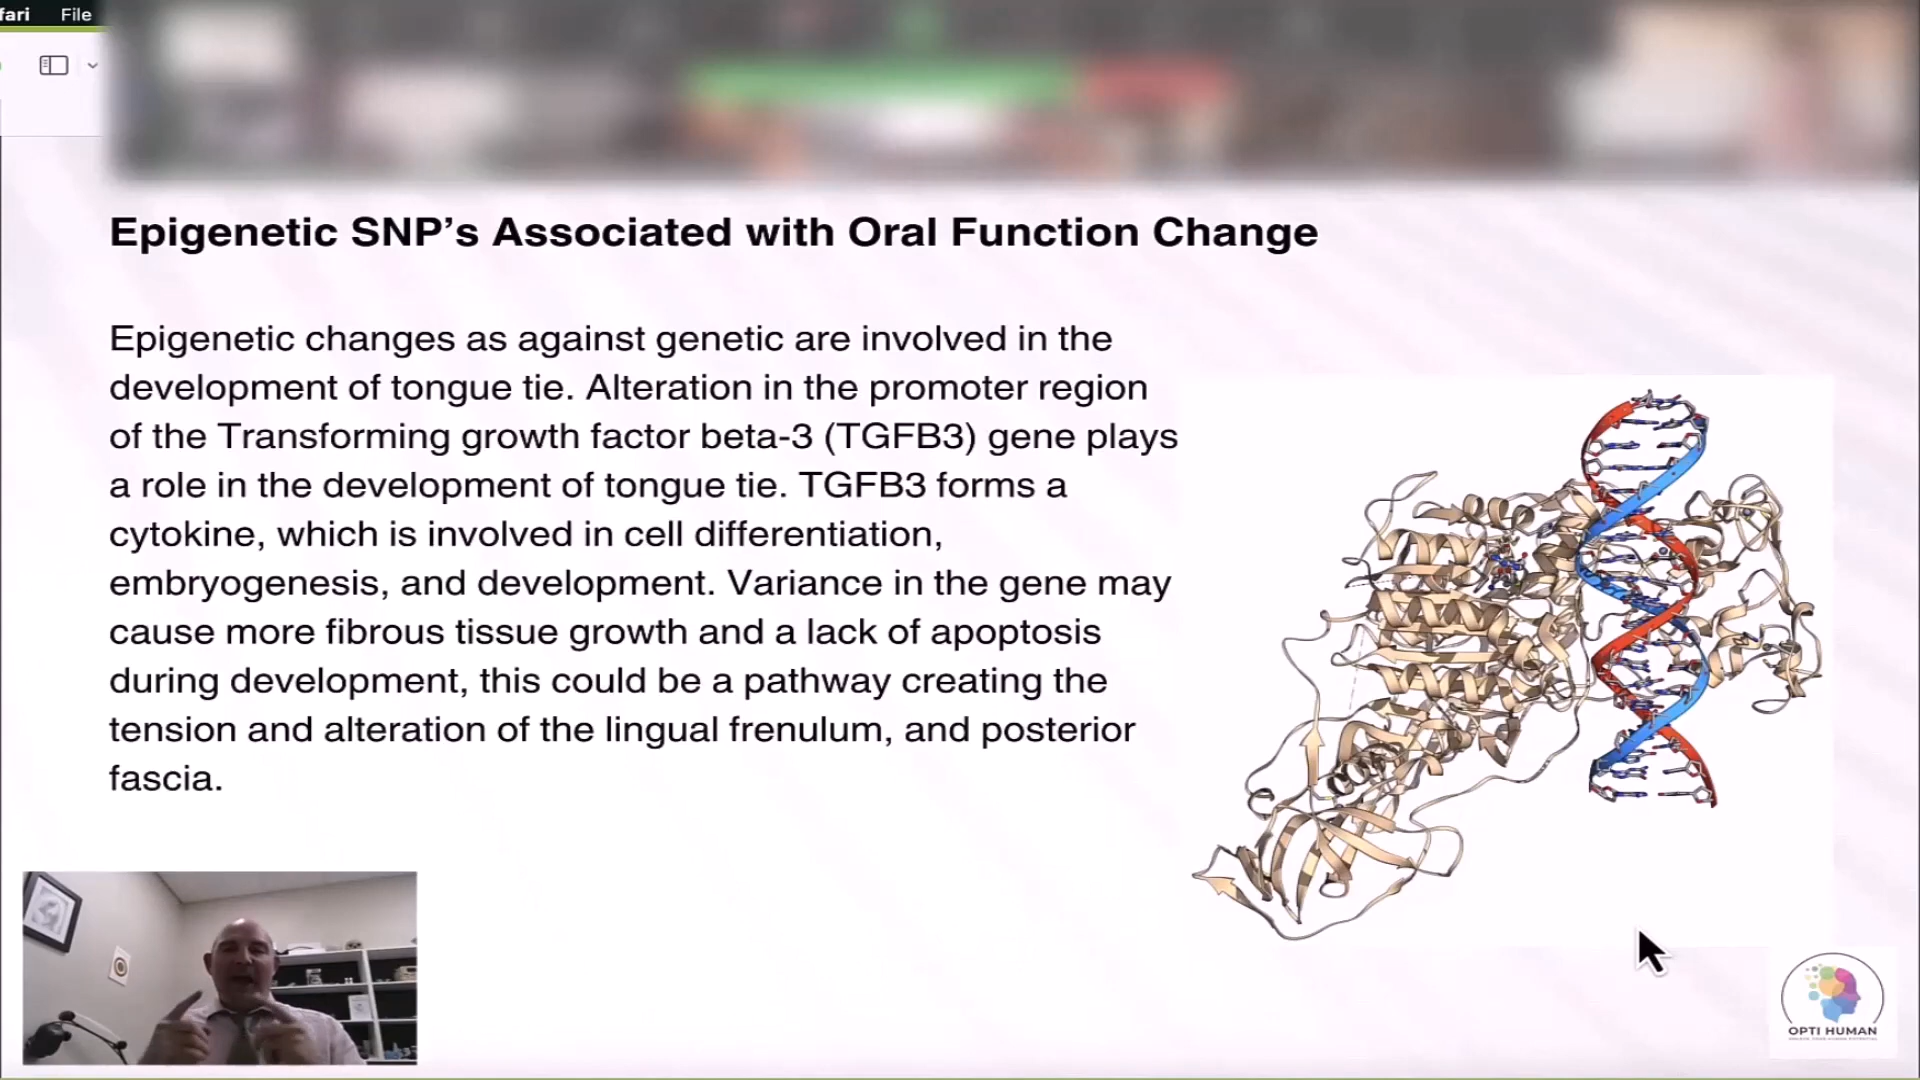 fari File
Epigenetic SNP’s Associated with Oral Function Change
Epigenetic changes as against genetic are involved in the
development of tongue tie. Alteration in the promoter region
of the Transforming growth factor beta-3 (TGFB3) gene plays
a role in the development of tongue tie. TGFB3 forms a
cytokine, which is involved in cell differentiation,
embryogenesis, and development. Variance in the gene may
cause more fibrous tissue growth and a lack of apoptosis
during development, this could be a pathway creating the
tension and alteration of the lingual frenulum, and posterior
fascia.
OPTI HUMAN